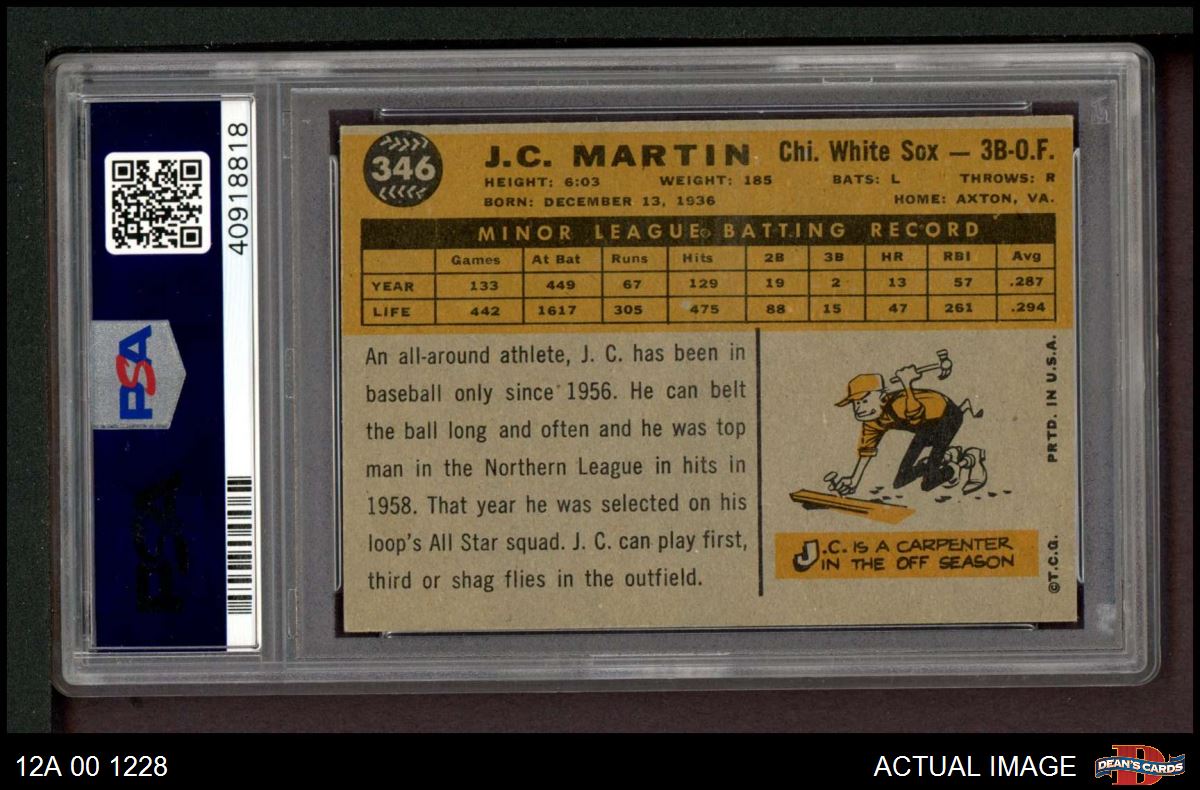 40918818
PSA
PSA
346
J.C. MARTIN Chi. White Sox — 3B-O.F.
HEIGHT: 6:03 WEIGHT: 185 BATS: L THROWS: R
BORN: DECEMBER 13, 1936 HOME: AXTON, VA.
MINOR LEAGUE BATTING RECORD
Games At Bat Runs Hits 2B 3B HR RBI Avg
YEAR 133 449 67 129 19 2 13 57 .287
LIFE 442 1617 305 475 88 15 47 261 .294
An all-around athlete, J. C. has been in
baseball only since 1956. He can belt
the ball long and often and he was top
man in the Northern League in hits in
1958. That year he was selected on his
loop's All Star squad. J. C. can play first,
third or shag flies in the outfield.
J.C. IS A CARPENTER
IN THE OFF SEASON
©T.C.G. PRTD. IN U.S.A.
12A 00 1228
ACTUAL IMAGE
D
DEAN'S CARDS